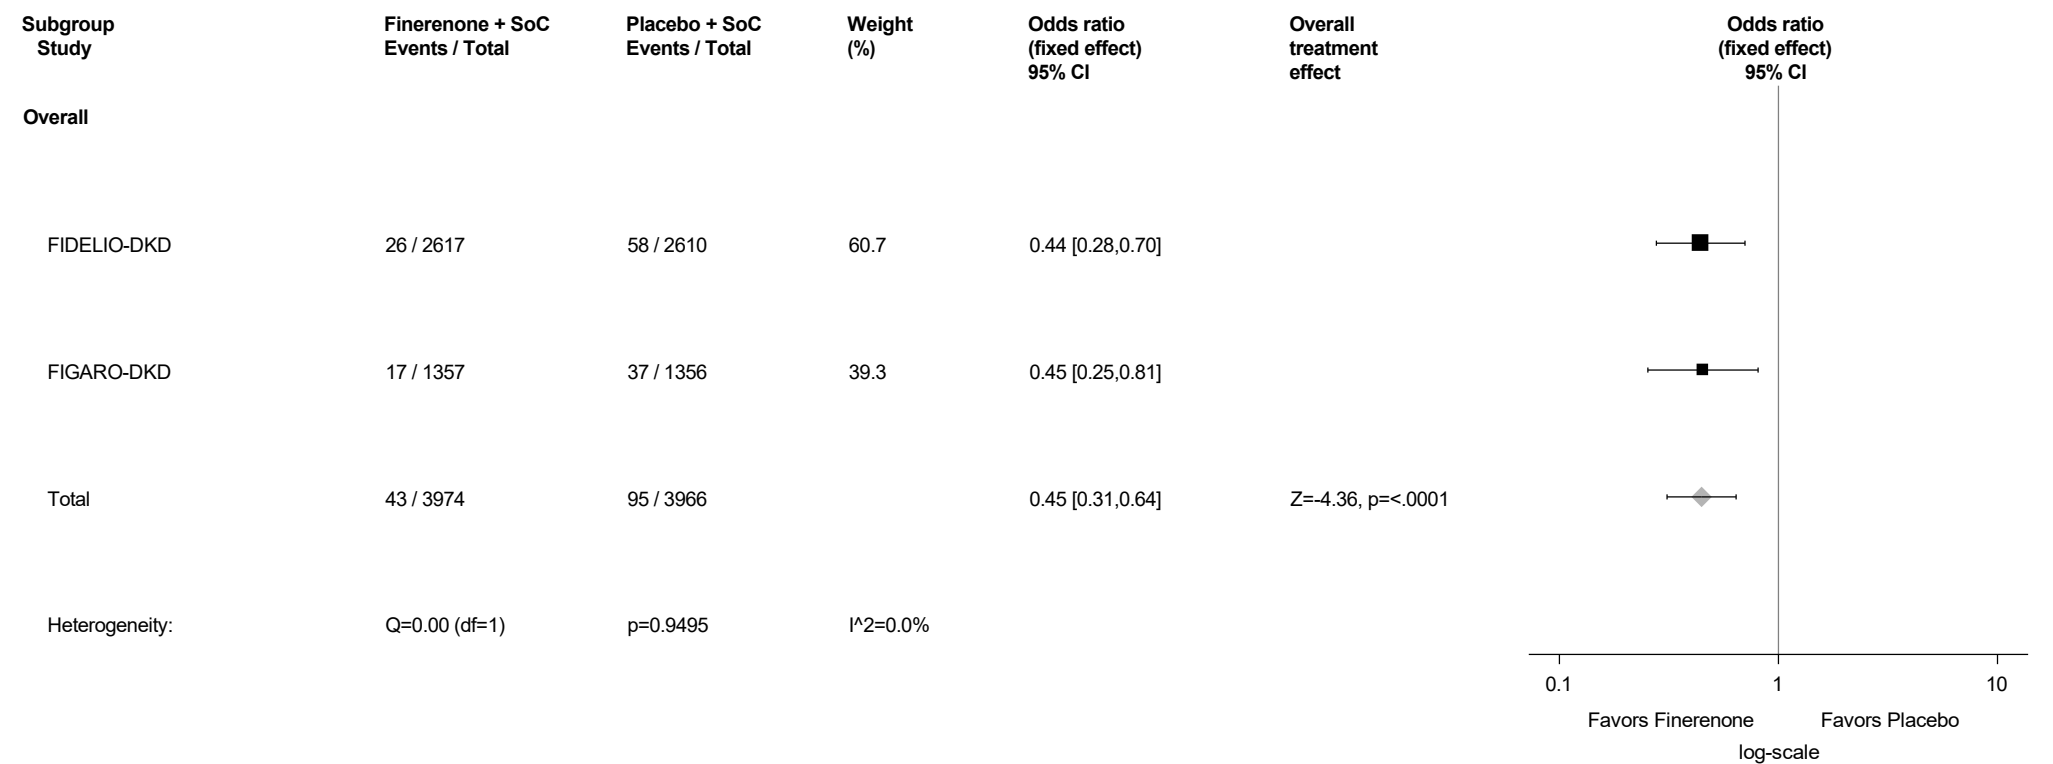 Subgroup Finerenone + SoC Placebo + SoC Weight Odds ratio Overall Odds ratio
Study Events / Total Events / Total (%) (fixed effect) treatment (fixed effect)
95% CI effect 95% CI
Overall
FIDELIO-DKD 26 / 2617 58 / 2610 60.7 0.44 [0.28,0.70]
FIGARO-DKD 17 / 1357 37 / 1356 39.3 0.45 [0.25,0.81]
Total 43 / 3974 95 / 3966 0.45 [0.31,0.64] Z=-4.36, p=<.0001
Heterogeneity: Q=0.00 (df=1) p=0.9495 I^2=0.0%
0.1 1 10
Favors Finerenone Favors Placebo
log-scale